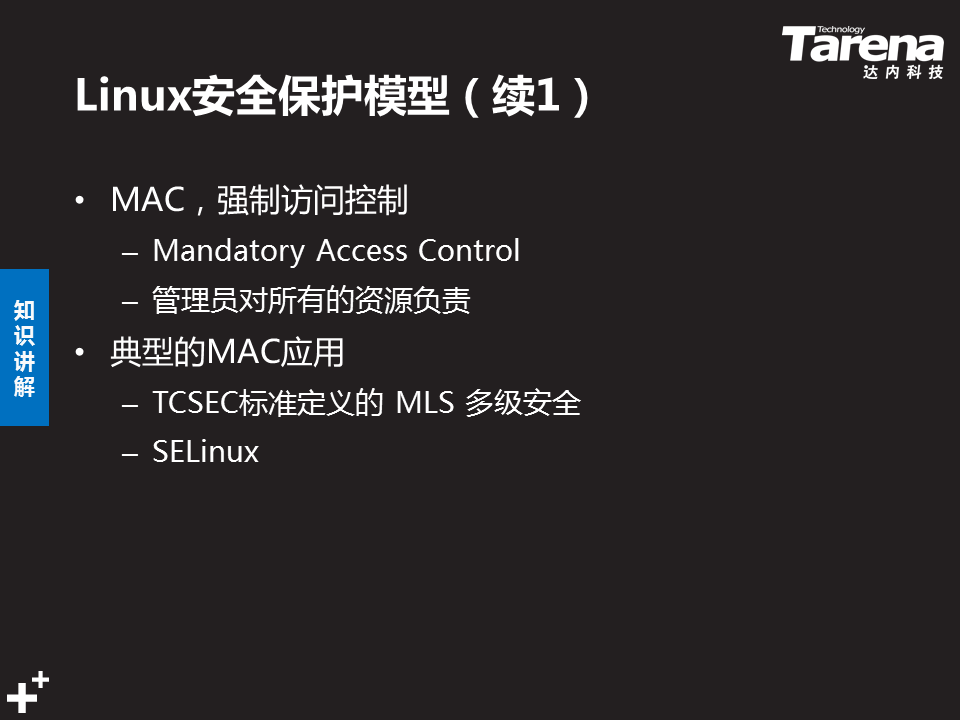 Technology
Tarena
达内科技
Linux安全保护模型（续1）
• MAC，强制访问控制
– Mandatory Access Control
– 管理员对所有的资源负责
• 典型的MAC应用
– TCSEC标准定义的 MLS 多级安全
– SELinux
知识讲解